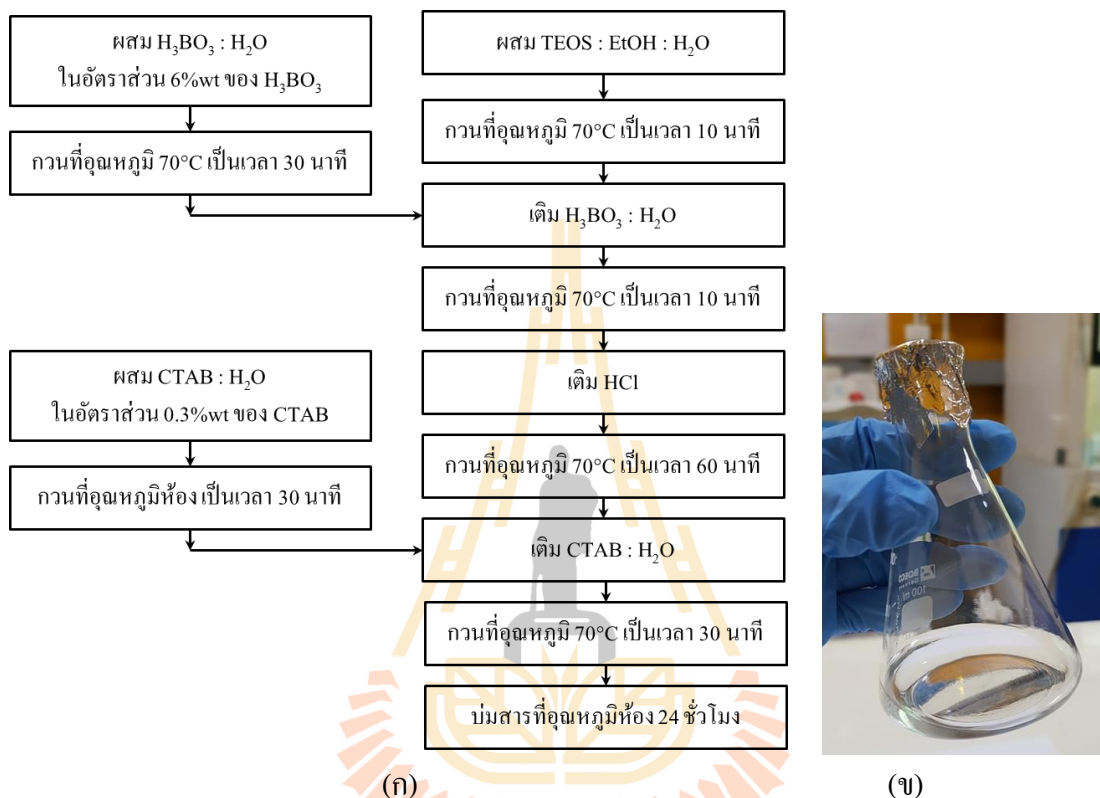 ผสม H₃BO₃ : H₂O
ในอัตราส่วน 6%wt ของ H₃BO₃
กวนที่อุณหภูมิ 70°C เป็นเวลา 30 นาที
ผสม TEOS : EtOH : H₂O
กวนที่อุณหภูมิ 70°C เป็นเวลา 10 นาที
เติม H₃BO₃ : H₂O
กวนที่อุณหภูมิ 70°C เป็นเวลา 10 นาที
เติม HCl
กวนที่อุณหภูมิ 70°C เป็นเวลา 60 นาที
ผสม CTAB : H₂O
ในอัตราส่วน 0.3%wt ของ CTAB
กวนที่อุณหภูมิห้อง เป็นเวลา 30 นาที
เติม CTAB : H₂O
กวนที่อุณหภูมิ 70°C เป็นเวลา 30 นาที
บ่มสารที่อุณหภูมิห้อง 24 ชั่วโมง
100 ml
(ก)
(ข)